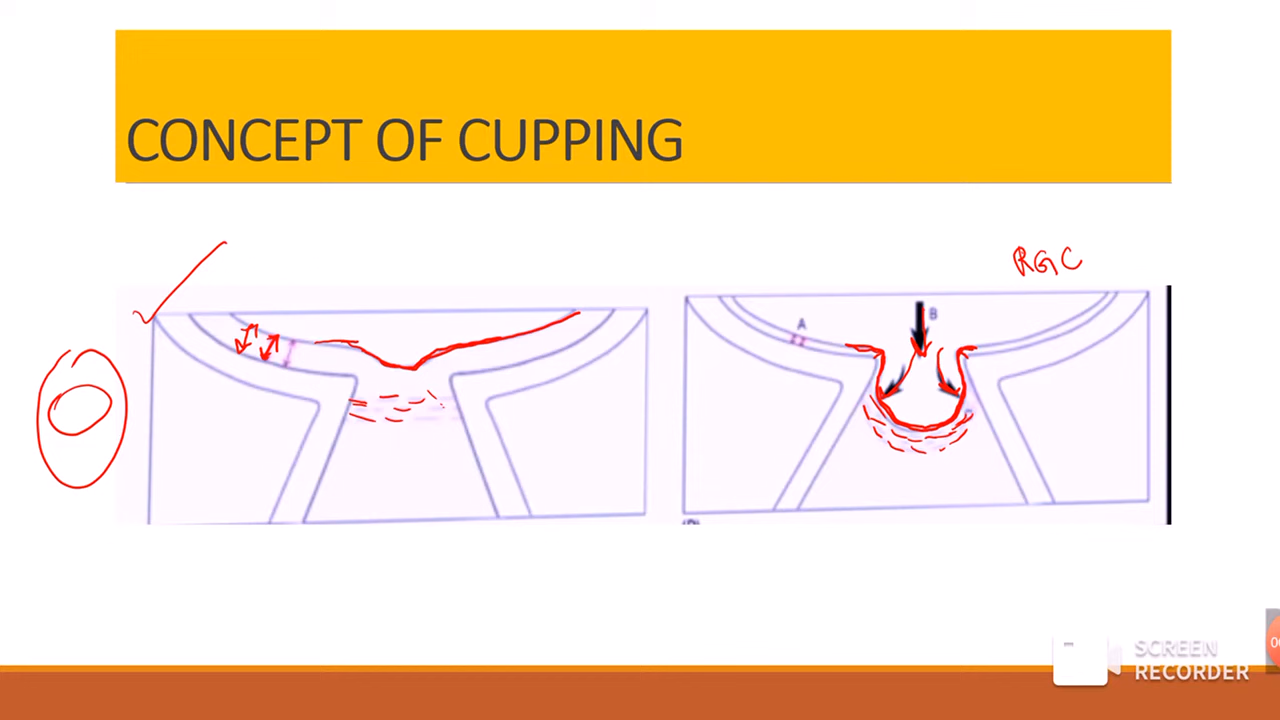 CONCEPT OF CUPPING
RGC
A
B
SCREEN
RECORDER